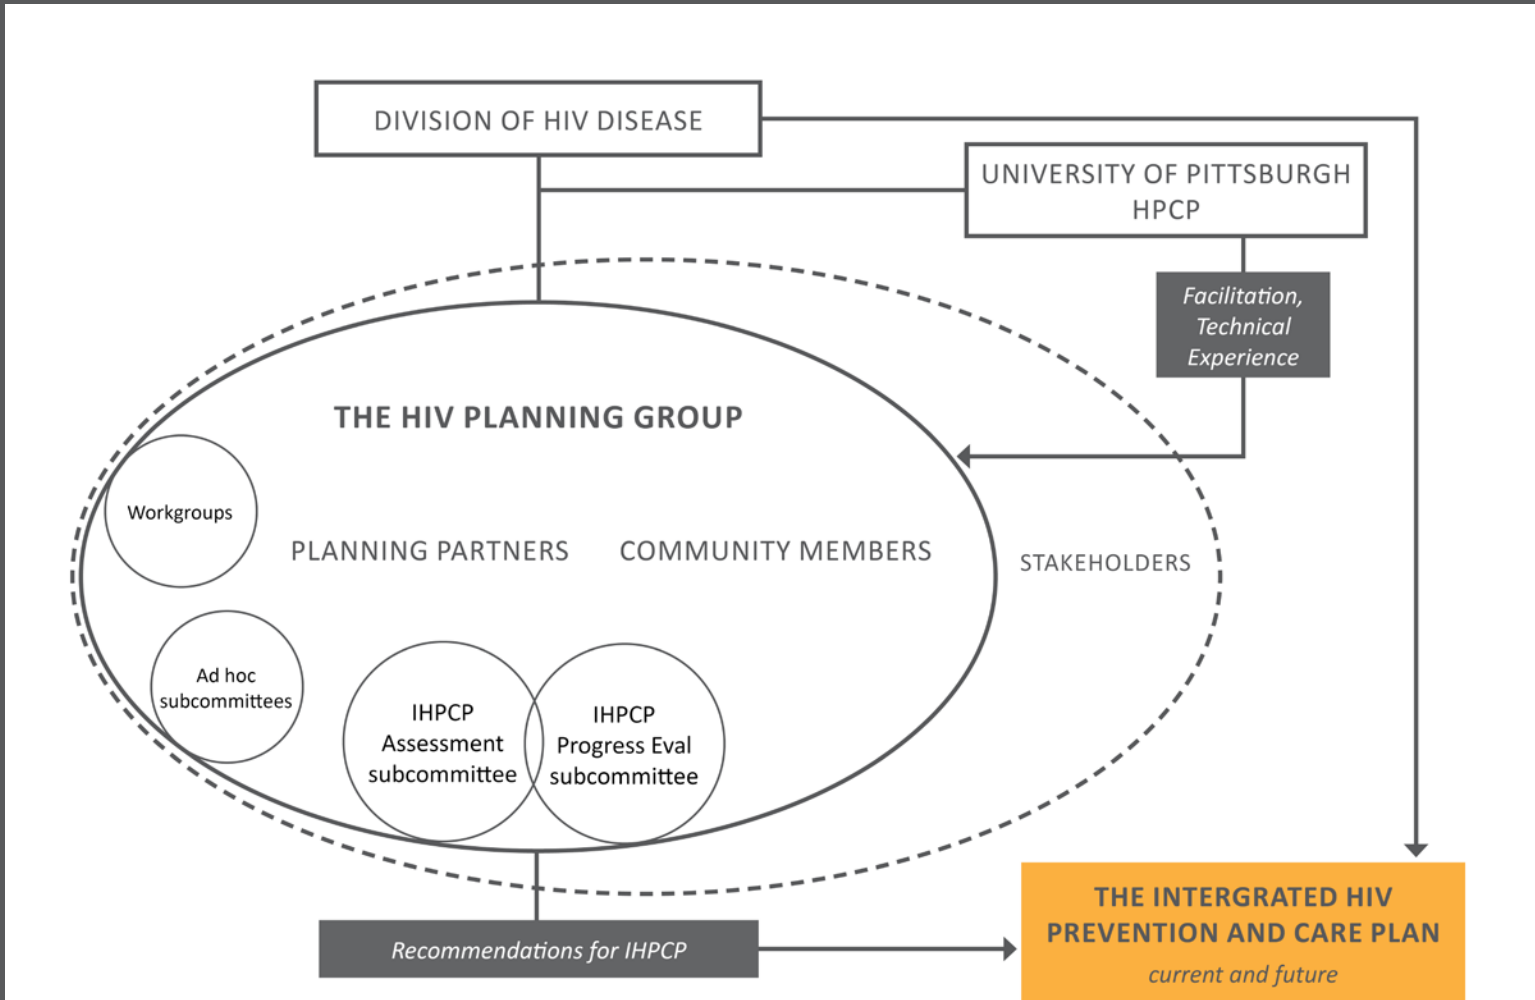 DIVISION OF HIV DISEASE
UNIVERSITY OF PITTSBURGH
HPCP
Facilitation,
Technical
Experience
THE HIV PLANNING GROUP
Workgroups
PLANNING PARTNERS
COMMUNITY MEMBERS
STAKEHOLDERS
Ad hoc
subcommittees
IHPCP
Assessment
subcommittee
IHPCP
Progress Eval
subcommittee
Recommendations for IHPCP
THE INTERGRATED HIV
PREVENTION AND CARE PLAN
current and future